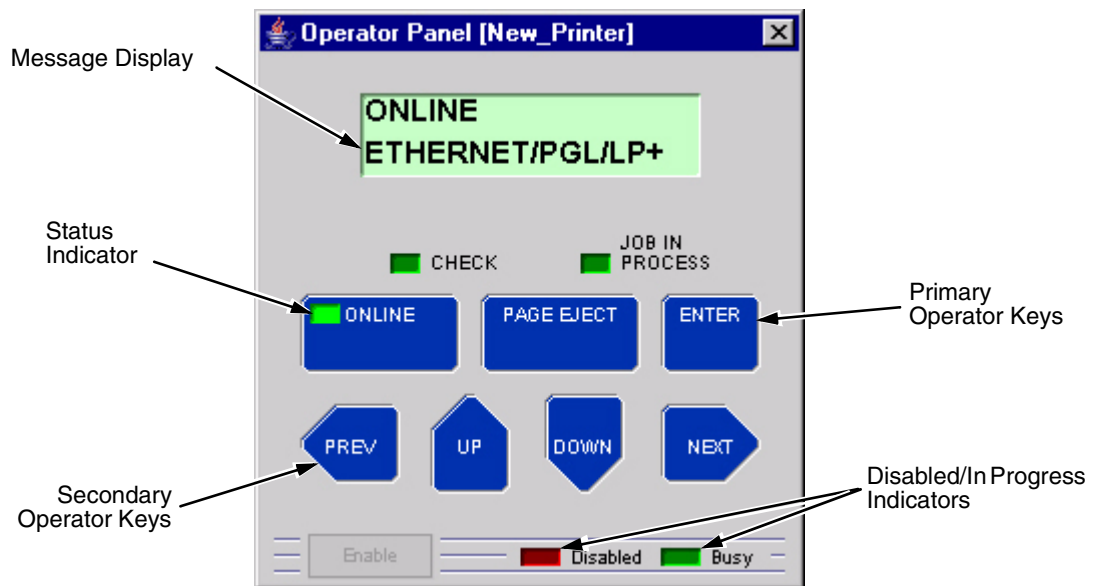 Operator Panel [New_Printer]
Message Display
ONLINE
ETHERNET/PGL/LP+
Status
Indicator
CHECK
JOB IN
PROCESS
ONLINE
PAGE EJECT
ENTER
Primary
Operator Keys
PREV
UP
DOWN
NEXT
Secondary
Operator Keys
Disabled/In Progress
Indicators
Enable
Disabled
Busy